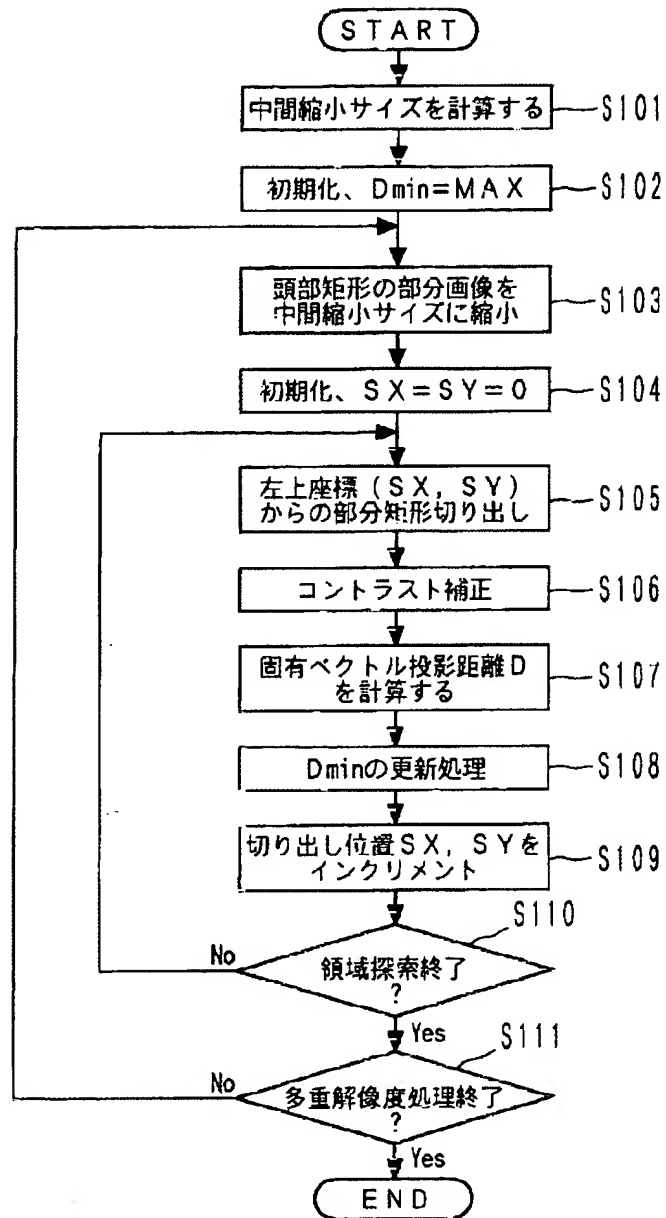 START
中間縮小サイズを計算する
S101
初期化、Dmin=MAX
S102
頭部矩形の部分画像を
中間縮小サイズに縮小
S103
初期化、SX=SY=0
S104
左上座標(SX, SY)
からの部分矩形切り出し
S105
コントラスト補正
S106
固有ベクトル投影距離D
を計算する
S107
Dminの更新処理
S108
切り出し位置SX, SYを
インクリメント
S109
S110
No
領域探索終了
?
Yes
S111
No
多重解像度処理終了
?
Yes
END